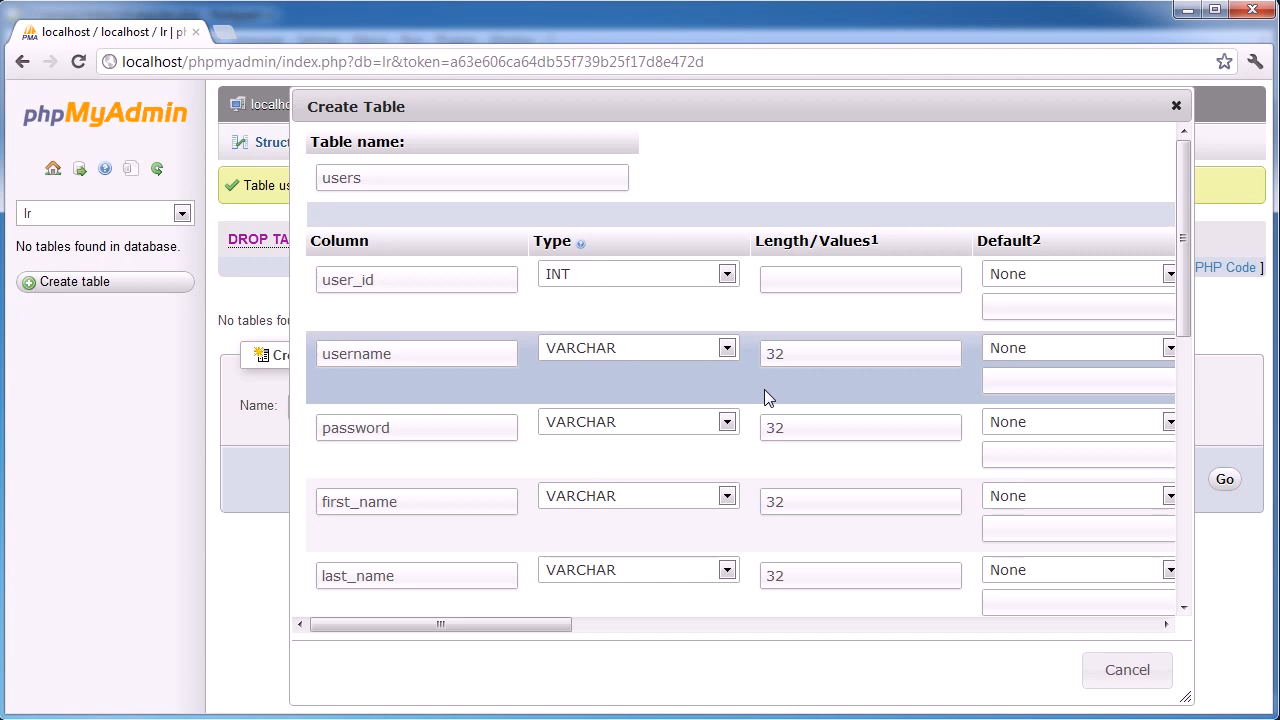 localhost / localhost / lr | ph
PMA
localhost/phpmyadmin/index.php?db=lr&token=a63e606ca64db55f739b25f17d8e472d
phpMyAdmin
lr
No tables found in database.
Create table
localho
Struct
Table us
DROP TA
PHP Code ]
No tables fou
Cre
Name:
Go
Create Table
Table name:
users
Column Type Length/Values1 Default2
user_id INT None
username VARCHAR 32 None
password VARCHAR 32 None
first_name VARCHAR 32 None
last_name VARCHAR 32 None
Cancel